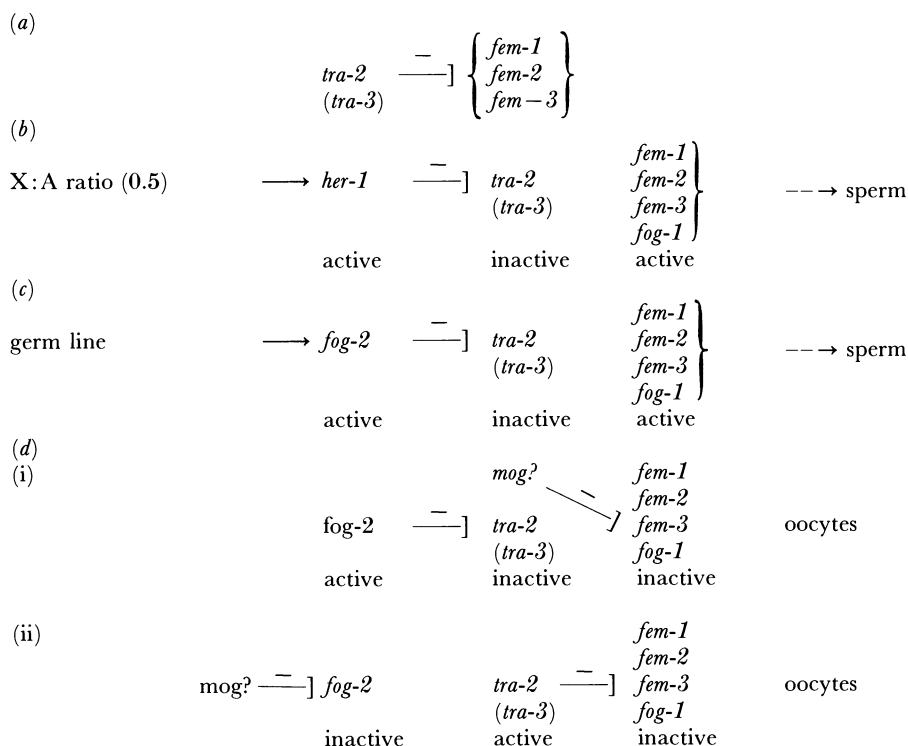 (a)
fem-1
tra-2 — ] fem-2
(tra-3) fem-3
(b)
fem-1
X:A ratio (0.5) → her-1 — ] tra-2 fem-2
(tra-3) fem-3 --→ sperm
fog-1
active inactive active
(c)
fem-1
germ line → fog-2 — ] tra-2 fem-2 --→ sperm
(tra-3) fem-3
fog-1
active inactive active
(d)
(i) mog? — ] fem-1
fem-2
fog-2 — ] tra-2 fem-3 oocytes
(tra-3) fog-1
active inactive inactive
(ii) fem-1
fem-2
mog? — ] fog-2 tra-2 — ] fem-3 oocytes
(tra-3) fog-1
inactive active inactive